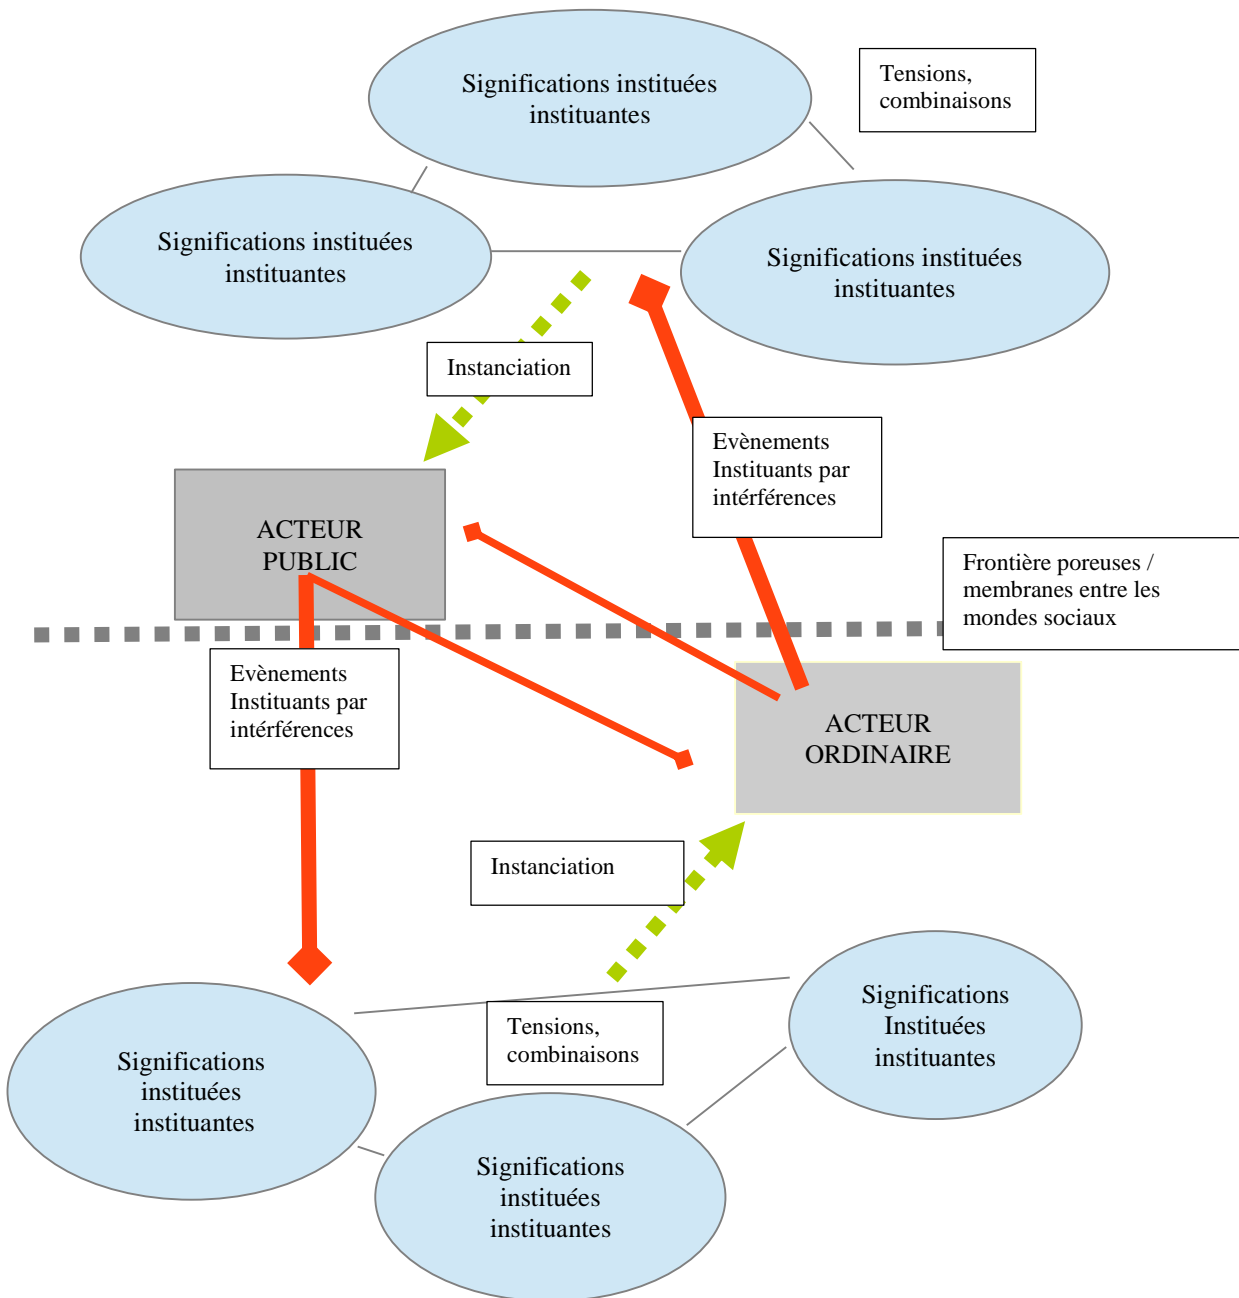 Significations instituées
instituantes
Tensions,
combinaisons
Significations instituées
instituantes
Significations instituées
instituantes
Instanciation
Evènements
Instituants par
intérférences
ACTEUR
PUBLIC
Frontière poreuses /
membranes entre les
mondes sociaux
Evènements
Instituants par
intérférences
ACTEUR
ORDINAIRE
Instanciation
Significations
Instituées
instituantes
Tensions,
combinaisons
Significations
instituées
instituantes
Significations
instituées
instituantes